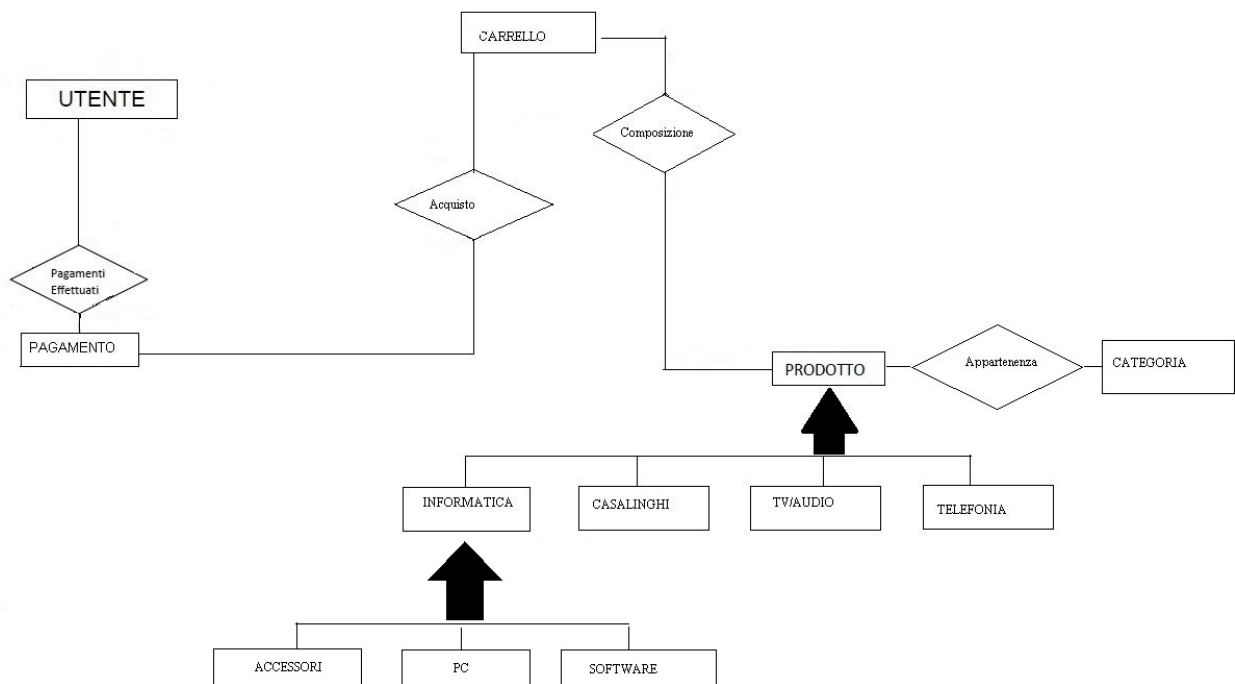 CARRELLO
UTENTE
Composizione
Acquisto
Pagamenti
Effettuati
PAGAMENTO
PRODOTTO
Appartenenza
CATEGORIA
INFORMATICA
CASALINGHI
TV/AUDIO
TELEFONIA
ACCESSORI
PC
SOFTWARE